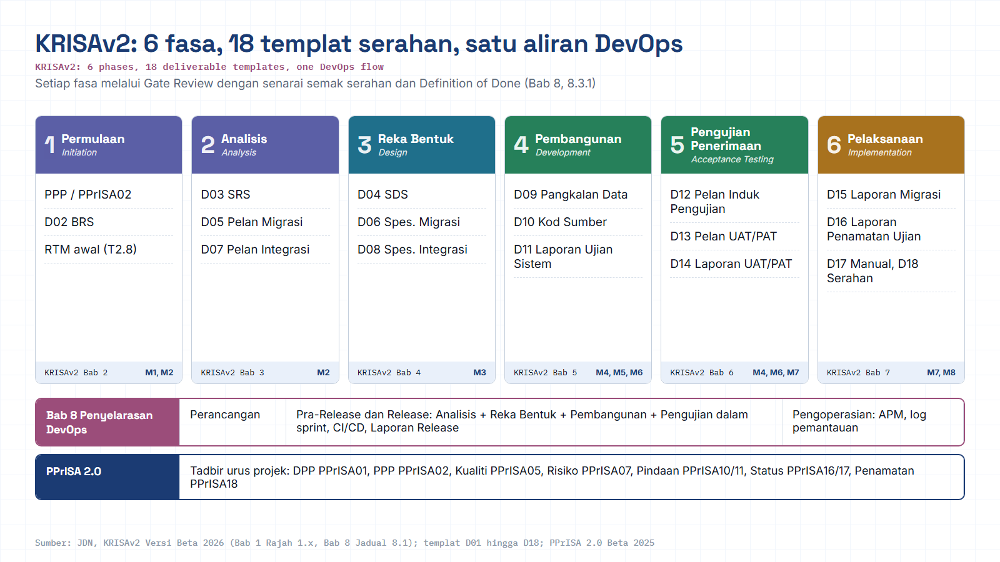 KRISAv2: 6 fasa, 18 templat serahan, satu aliran DevOps
KRISAv2: 6 phases, 18 deliverable templates, one DevOps flow
Setiap fasa melalui Gate Review dengan senarai semak serahan dan Definition of Done (Bab 8, 8.3.1)
1 Permulaan
Initiation
PPP / PPrISA02
D02 BRS
RTM awal (T2.8)
KRISAv2 Bab 2 M1, M2
2 Analisis
Analysis
D03 SRS
D05 Pelan Migrasi
D07 Pelan Integrasi
KRISAv2 Bab 3 M2
3 Reka Bentuk
Design
D04 SDS
D06 Spes. Migrasi
D08 Spes. Integrasi
KRISAv2 Bab 4 M3
4 Pembangunan
Development
D09 Pangkalan Data
D10 Kod Sumber
D11 Laporan Ujian
Sistem
KRISAv2 Bab 5 M4, M5, M6
5 Pengujian
Penerimaan
Acceptance Testing
D12 Pelan Induk
Pengujian
D13 Pelan UAT/PAT
D14 Laporan UAT/PAT
KRISAv2 Bab 6 M4, M6, M7
6 Pelaksanaan
Implementation
D15 Laporan Migrasi
D16 Laporan
Penamatan Ujian
D17 Manual, D18
Serahan
KRISAv2 Bab 7 M7, M8
Bab 8 Penyelarasan
DevOps
Perancangan
Pra-Release dan Release: Analisis + Reka Bentuk + Pembangunan + Pengujian dalam
sprint, CI/CD, Laporan Release
Pengoperasian: APM, log
pemantauan
PPrISA 2.0
Tadbir urus projek: DPP PPrISA01, PPP PPrISA02, Kualiti PPrISA05, Risiko PPrISA07, Pindaan PPrISA10/11, Status PPrISA16/17, Penamatan
PPrISA18
Sumber: JDN, KRISAv2 Versi Beta 2026 (Bab 1 Rajah 1.x, Bab 8 Jadual 8.1); templat D01 hingga D18; PPrISA 2.0 Beta 2025